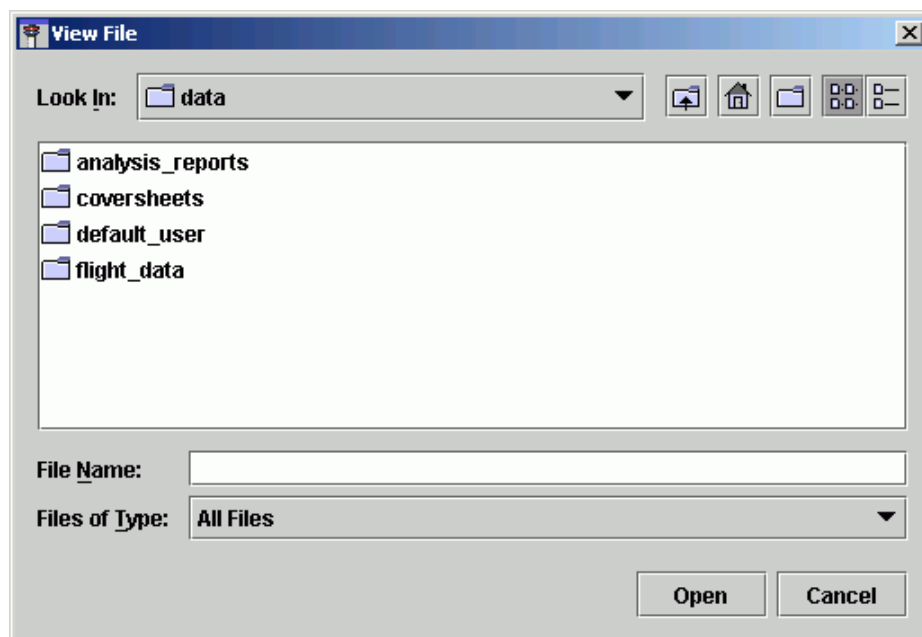 View File
Look In: data
analysis_reports
coversheets
default_user
flight_data
File Name:
Files of Type: All Files
Open Cancel